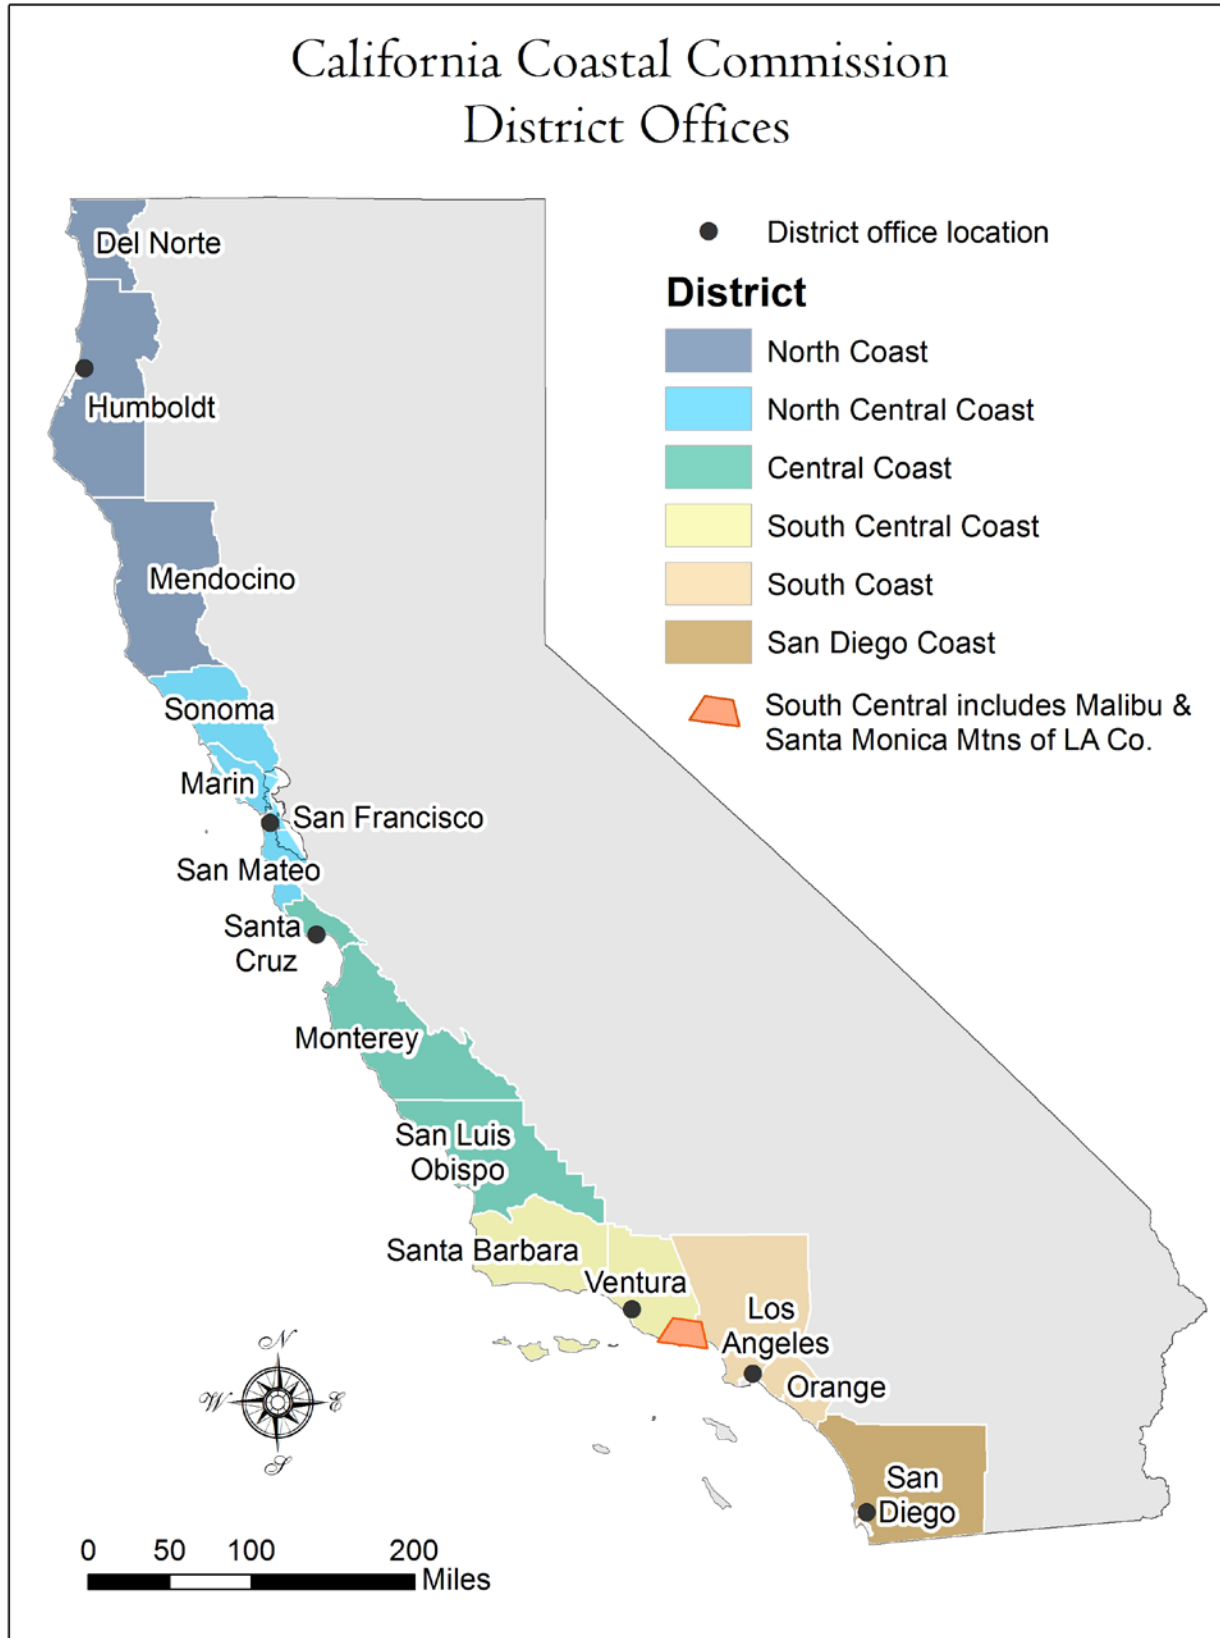 California Coastal Commission
District Offices
District office location
District
North Coast
North Central Coast
Central Coast
South Central Coast
South Coast
San Diego Coast
South Central includes Malibu &
Santa Monica Mtns of LA Co.
Del Norte
Humboldt
Mendocino
Sonoma
Marin
San Francisco
San Mateo
Santa
Cruz
Monterey
San Luis
Obispo
Santa Barbara
Ventura
Los
Angeles
Orange
San
Diego
N
W E
S
0 50 100 200
Miles